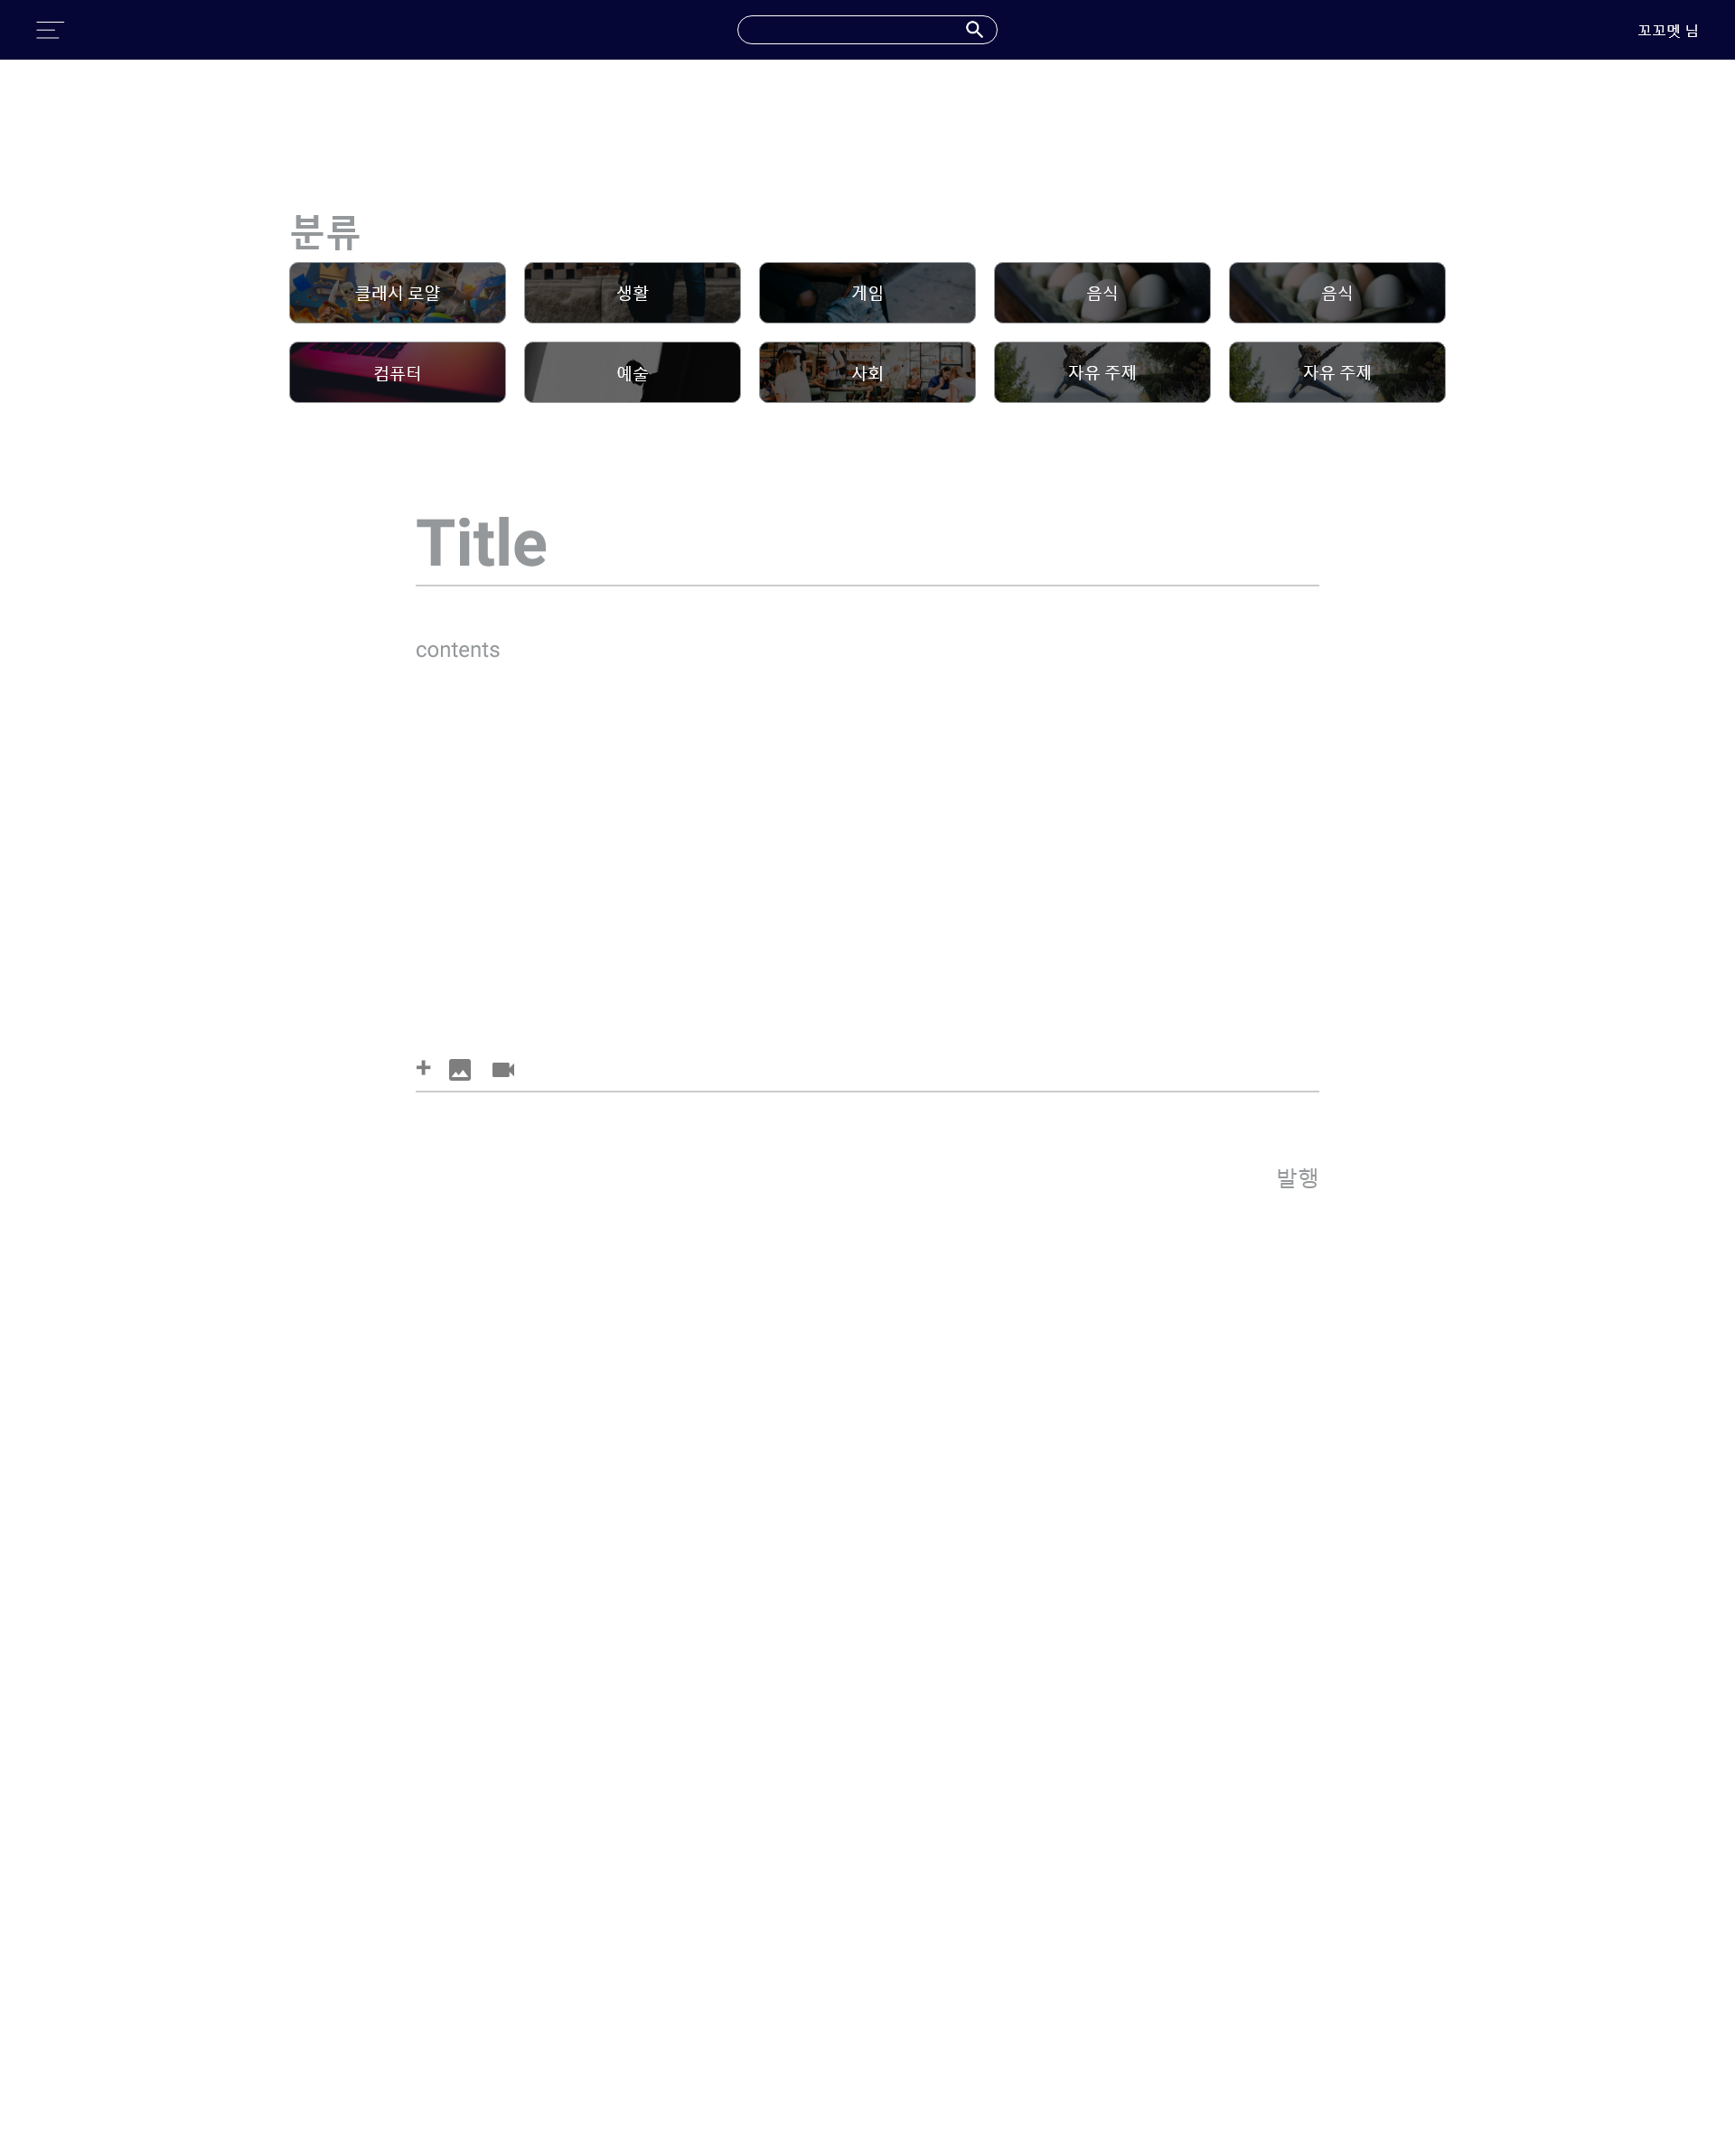 꼬꼬멧 님
분류
클래시 로얄 생활 게임 음식 음식
컴퓨터 예술 사회 자유 주제 자유 주제
Title
contents
발행